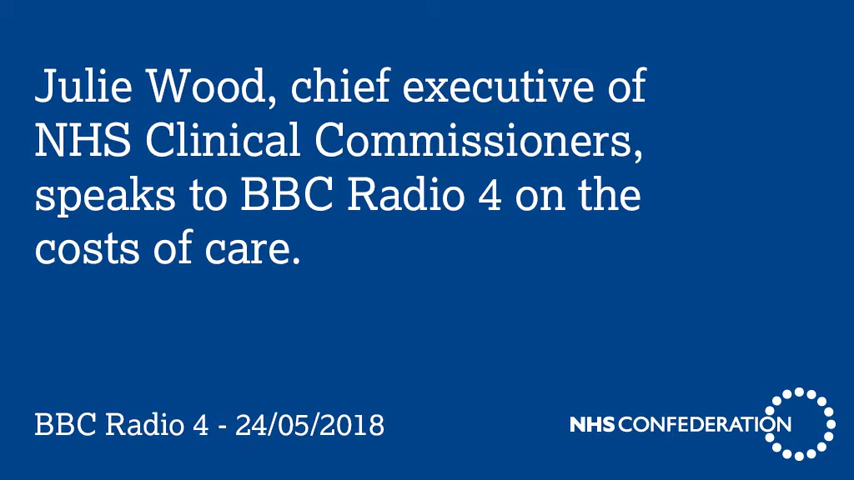 Julie Wood, chief executive of
NHS Clinical Commissioners,
speaks to BBC Radio 4 on the
costs of care.
BBC Radio 4 - 24/05/2018
NHS CONFEDERATION